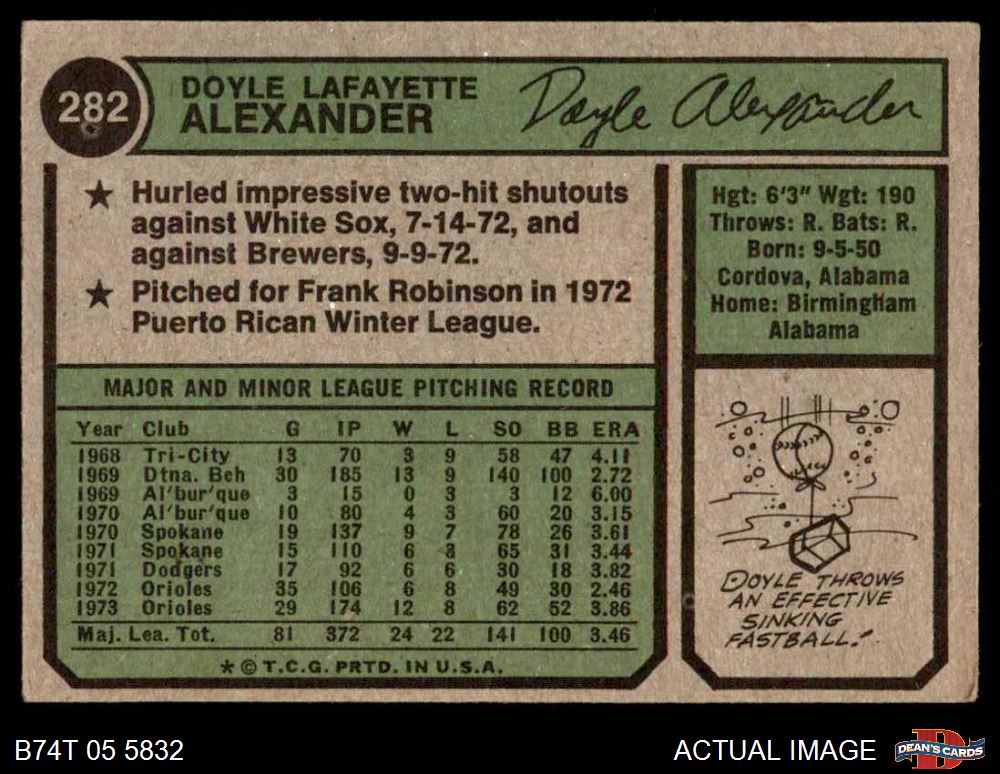 282
DOYLE LAFAYETTE
ALEXANDER
Doyle Alexander
★ Hurled impressive two-hit shutouts
against White Sox, 7-14-72, and
against Brewers, 9-9-72.
★ Pitched for Frank Robinson in 1972
Puerto Rican Winter League.
Hgt: 6'3" Wgt: 190
Throws: R. Bats: R.
Born: 9-5-50
Cordova, Alabama
Home: Birmingham
Alabama
MAJOR AND MINOR LEAGUE PITCHING RECORD
Year Club G IP W L SO BB ERA
1968 Tri-City 13 70 3 9 58 47 4.11
1969 Dtna. Bch 30 185 13 9 140 100 2.72
1969 Al'bur'que 3 15 0 3 3 12 6.00
1970 Al'bur'que 10 80 4 3 60 20 3.15
1970 Spokane 19 137 9 7 78 26 3.61
1971 Spokane 15 110 6 3 65 31 3.44
1971 Dodgers 17 92 6 6 30 18 3.82
1972 Orioles 35 106 6 8 49 30 2.46
1973 Orioles 29 174 12 8 62 52 3.86
Maj. Lea. Tot. 81 372 24 22 141 100 3.46
* © T.C.G. PRTD. IN U.S.A.
DOYLE THROWS
AN EFFECTIVE
SINKING
FASTBALL!
B74T 05 5832
ACTUAL IMAGE
DEAN'S CARDS